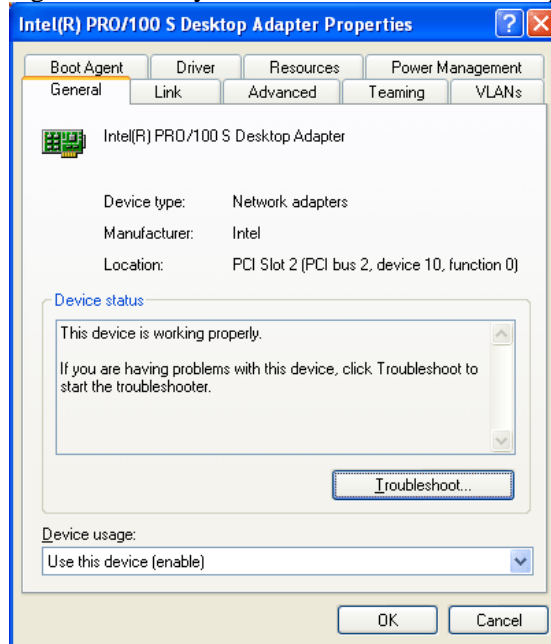 Intel(R) PRO/100 S Desktop Adapter Properties
Boot Agent Driver Resources Power Management
General Link Advanced Teaming VLANs
Intel(R) PRO/100 S Desktop Adapter
Device type: Network adapters
Manufacturer: Intel
Location: PCI Slot 2 (PCI bus 2, device 10, function 0)
Device status
This device is working properly.
If you are having problems with this device, click Troubleshoot to
start the troubleshooter.
Troubleshoot...
Device usage:
Use this device (enable)
OK Cancel